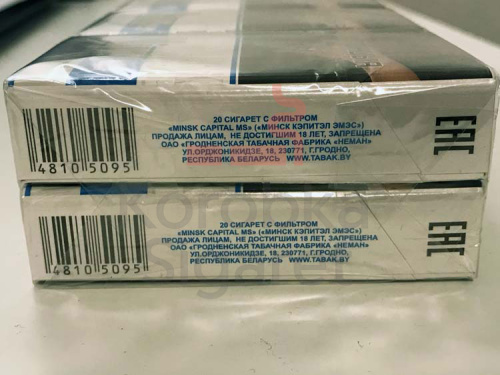 20 СИГАРЕТ С ФИЛЬТРОМ
«MINSK CAPITAL MS» («МИНСК КЭПИТЭЛ ЭМЭС»)
ПРОДАЖА ЛИЦАМ, НЕ ДОСТИГШИМ 18 ЛЕТ, ЗАПРЕЩЕНА
ОАО «ГРОДНЕНСКАЯ ТАБАЧНАЯ ФАБРИКА «НЕМАН»
УЛ.ОРДЖОНИКИДЗЕ, 18, 230771, Г.ГРОДНО,
РЕСПУБЛИКА БЕЛАРУСЬ WWW.TABAK.BY
4810 5095
EAC
20 СИГАРЕТ С ФИЛЬТРОМ
«MINSK CAPITAL MS» («МИНСК КЭПИТЭЛ ЭМЭС»)
ПРОДАЖА ЛИЦАМ, НЕ ДОСТИГШИМ 18 ЛЕТ, ЗАПРЕЩЕНА
ОАО «ГРОДНЕНСКАЯ ТАБАЧНАЯ ФАБРИКА «НЕМАН»
УЛ.ОРДЖОНИКИДЗЕ, 18, 230771, Г.ГРОДНО,
РЕСПУБЛИКА БЕЛАРУСЬ WWW.TABAK.BY
4810 5095
EAC